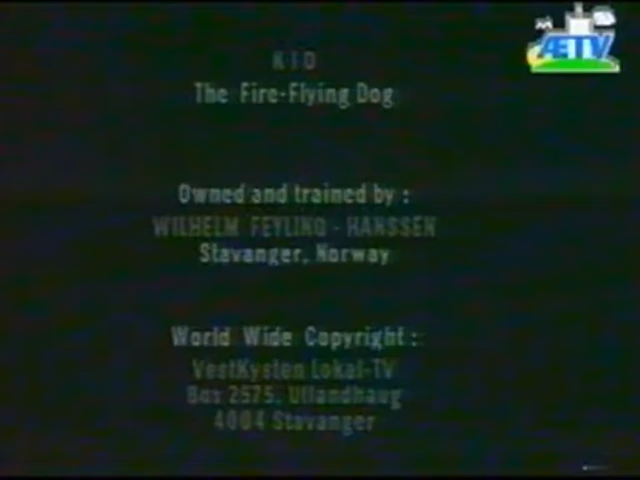 ÆTV
KID
The Fire-Flying Dog
Owned and trained by :
WILHELM FEYLING - HANSSEN
Stavanger, Norway
World Wide Copyright :
VestKysten Lokal-TV
Box 2575, Ullandhaug
4004 Stavanger